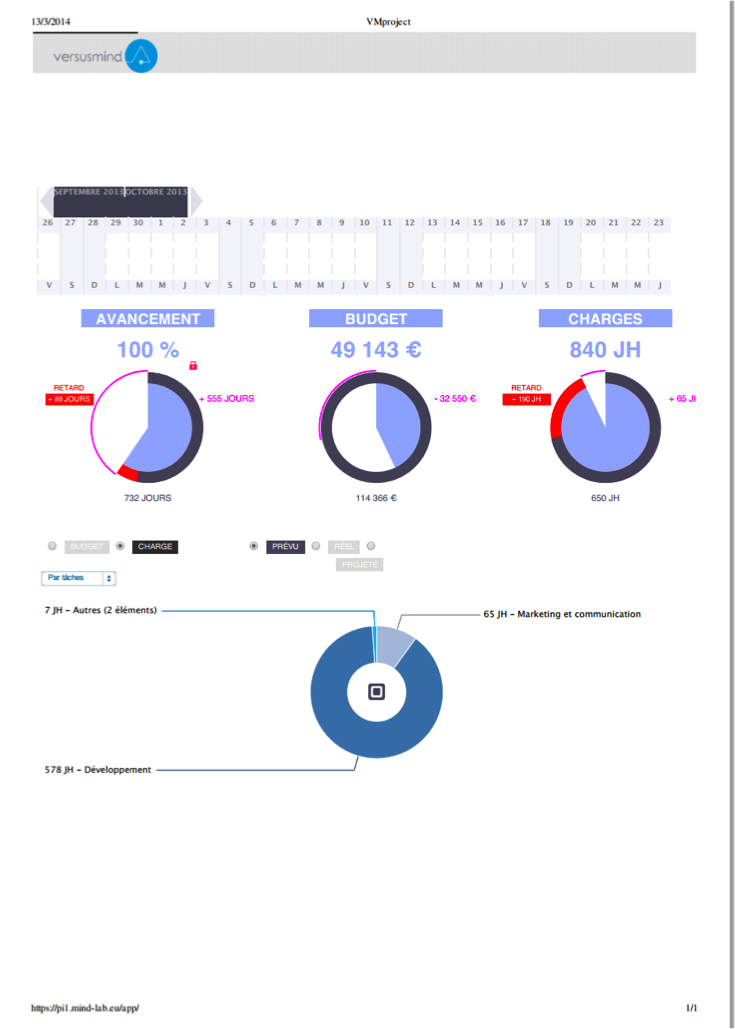 13/3/2014 VMproject
versusmind
SEPTEMBRE 2013 OCTOBRE 2013
26 27 28 29 30 1 2 3 4 5 6 7 8 9 10 11 12 13 14 15 16 17 18 19 20 21 22 23
V S D L M M J V S D L M M J V S D L M M J V S D L M M J
AVANCEMENT BUDGET CHARGES
100 % 49 143 € 840 JH
RETARD
+ 88 JOURS
+ 555 JOURS
- 32 550 €
RETARD
+ 190 JH
+ 65 JH
732 JOURS 114 366 € 650 JH
BUDGET CHARGE PRÉVU RÉEL
PROJETÉ
Par tâches
7 JH – Autres (2 éléments)
65 JH – Marketing et communication
578 JH – Développement
https://pi1.mind-lab.eu/app/ 1/1